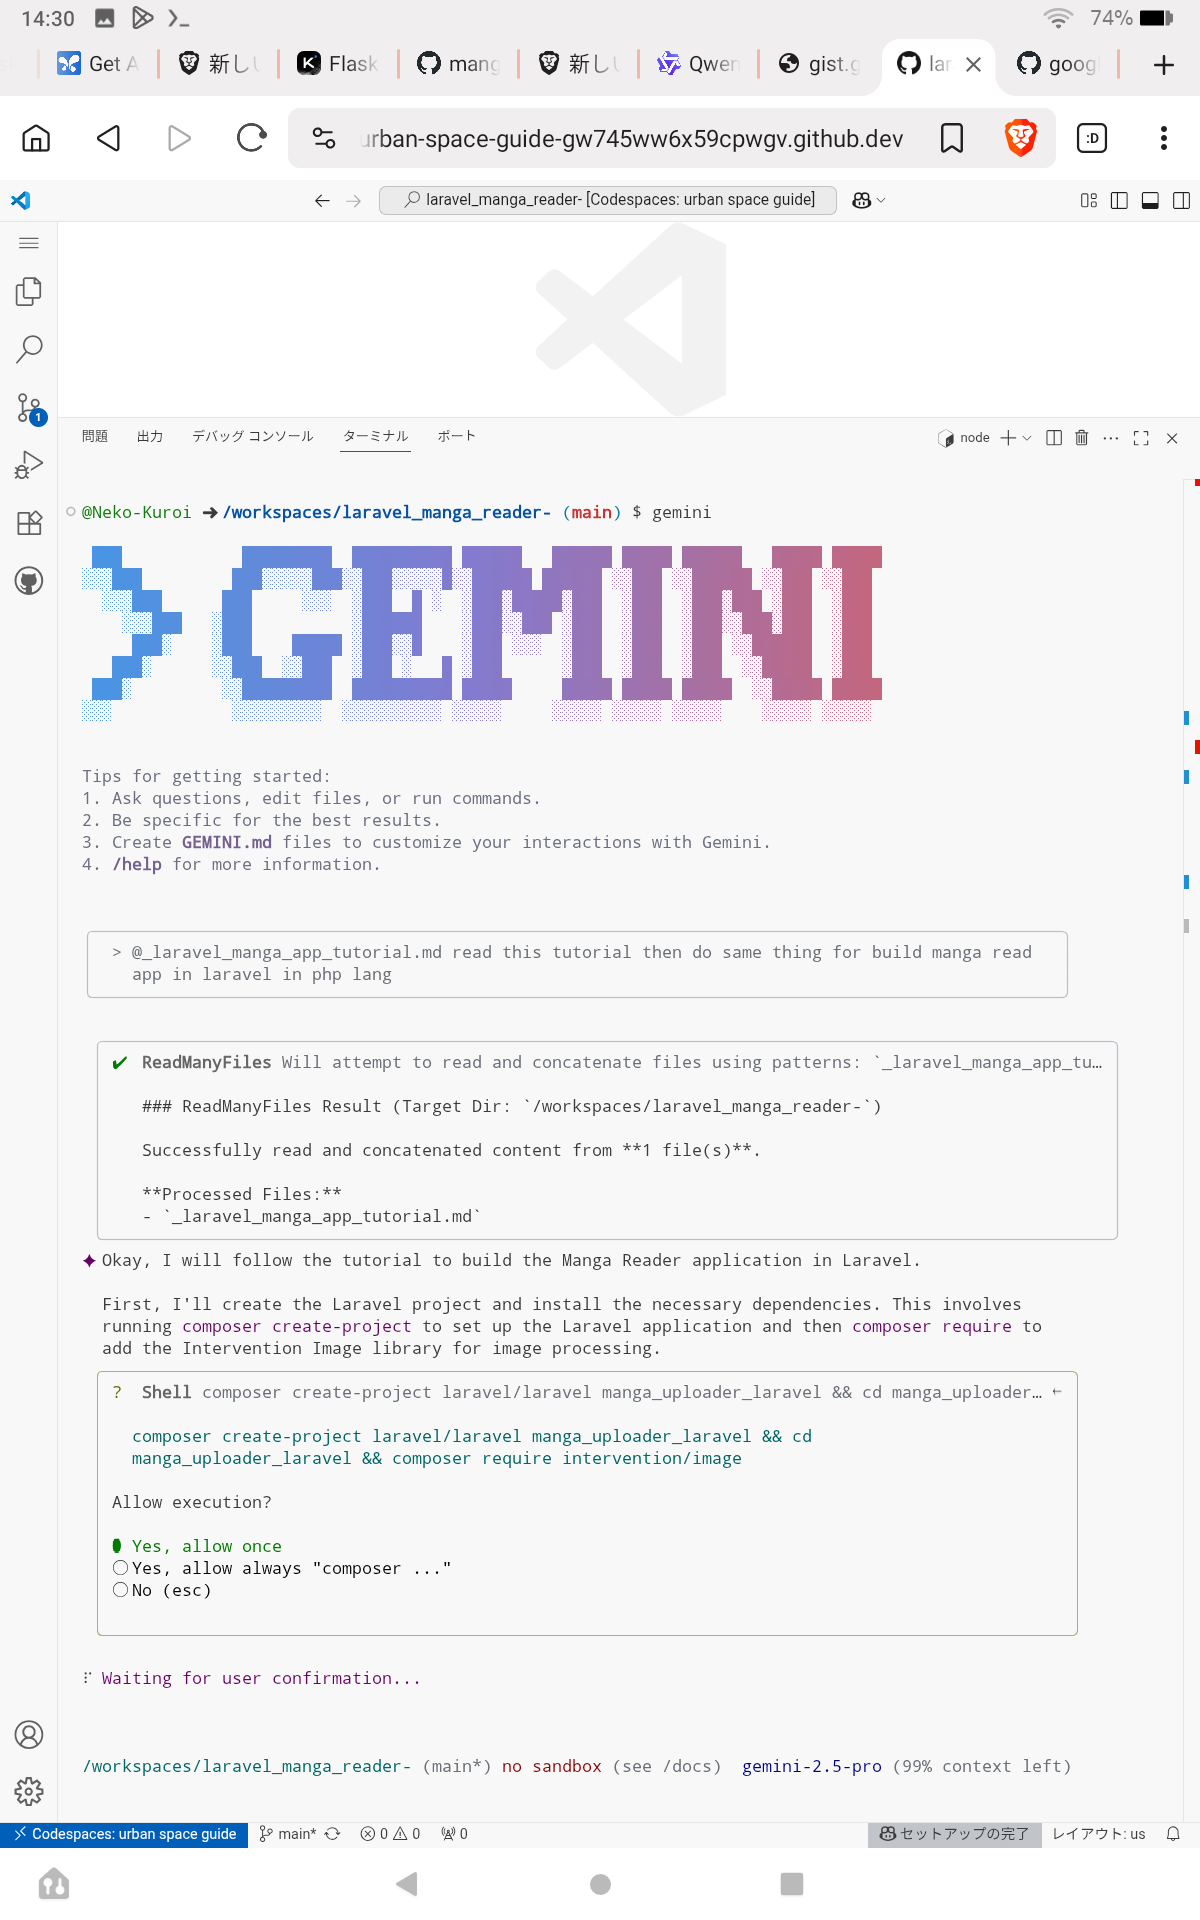 14:30
74%
Get A
新しい
Flask
mang
新しい
Qwen
gist.g
lar
goog
urban-space-guide-gw745ww6x59cpwgv.github.dev
:D
laravel_manga_reader- [Codespaces: urban space guide]
1
問題
出力
デバッグ コンソール
ターミナル
ポート
node
@Neko-Kuroi ➜ /workspaces/laravel_manga_reader- (main) $ gemini
> GEMINI
Tips for getting started:
1. Ask questions, edit files, or run commands.
2. Be specific for the best results.
3. Create GEMINI.md files to customize your interactions with Gemini.
4. /help for more information.
> @_laravel_manga_app_tutorial.md read this tutorial then do same thing for build manga read
app in laravel in php lang
✔ ReadManyFiles Will attempt to read and concatenate files using patterns: `_laravel_manga_app_tu…
### ReadManyFiles Result (Target Dir: `/workspaces/laravel_manga_reader-`)
Successfully read and concatenated content from **1 file(s)**.
**Processed Files:**
- `_laravel_manga_app_tutorial.md`
✦ Okay, I will follow the tutorial to build the Manga Reader application in Laravel.
First, I'll create the Laravel project and install the necessary dependencies. This involves
running composer create-project to set up the Laravel application and then composer require to
add the Intervention Image library for image processing.
? Shell composer create-project laravel/laravel manga_uploader_laravel && cd manga_uploader… ←
composer create-project laravel/laravel manga_uploader_laravel && cd
manga_uploader_laravel && composer require intervention/image
Allow execution?
● Yes, allow once
○ Yes, allow always "composer ..."
○ No (esc)
⠏ Waiting for user confirmation...
/workspaces/laravel_manga_reader- (main*) no sandbox (see /docs) gemini-2.5-pro (99% context left)
Codespaces: urban space guide
main*
0
0
0
セットアップの完了
レイアウト: us